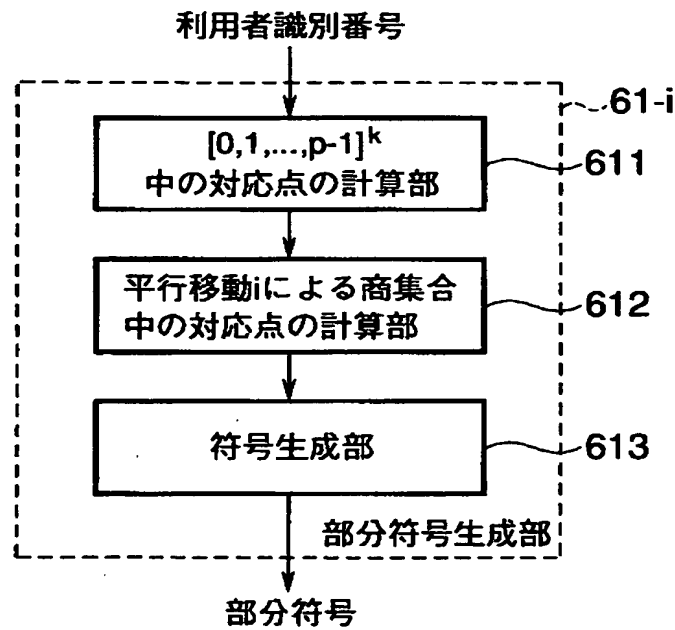 利用者識別番号
61-i
[0,1,...,p-1]^k
中の対応点の計算部
611
平行移動iによる商集合
中の対応点の計算部
612
符号生成部
613
部分符号生成部
部分符号